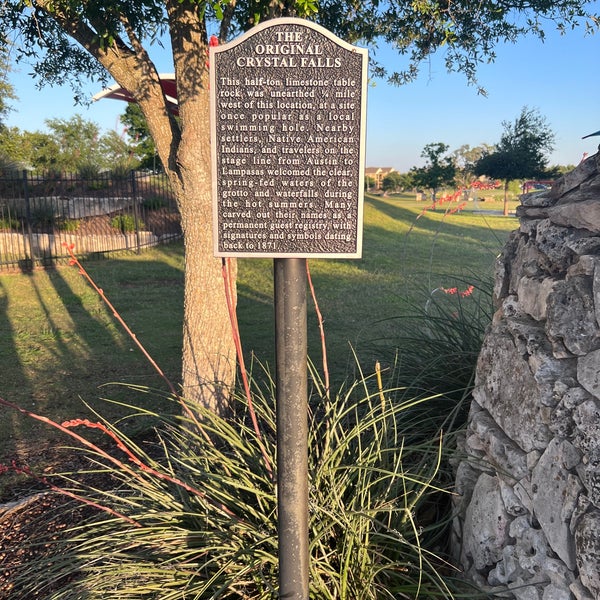 THE
ORIGINAL
CRYSTAL FALLS
This half-ton limestone table
rock was unearthed ¼ mile
west of this location, at a site
once popular as a local
swimming hole. Nearby
settlers, Native American
Indians, and travelers on the
stage line from Austin to
Lampasas welcomed the clear,
spring-fed waters of the
grotto and waterfalls during
the hot summers. Many
carved out their names as a
permanent guest registry, with
signatures and symbols dating
back to 1871.